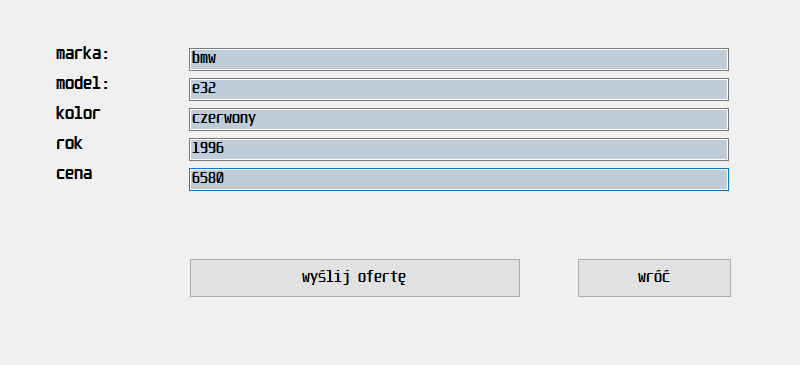 marka: bmw
model: e32
kolor czerwony
rok 1996
cena 6580
wyślij ofertę wróć